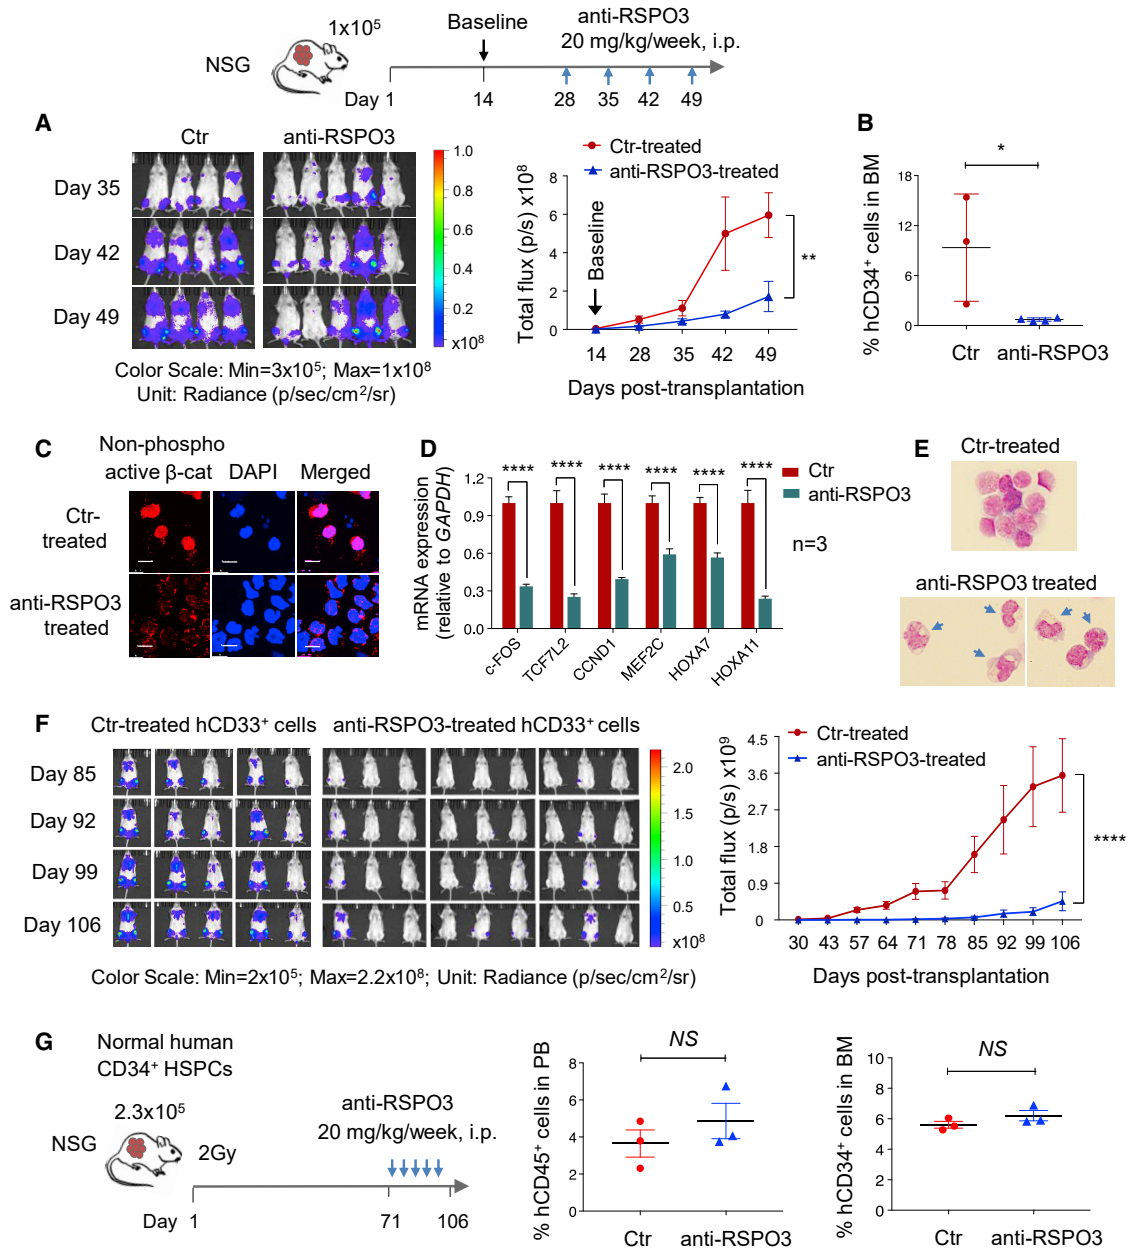 NSG
1x10⁵
Baseline
anti-RSPO3
20 mg/kg/week, i.p.
Day 1
14
28
35
42
49
A
Ctr
anti-RSPO3
Day 35
Day 42
Day 49
1.0
0.8
0.6
0.4
0.2
x10⁸
Color Scale: Min=3x10⁵; Max=1x10⁸
Unit: Radiance (p/sec/cm²/sr)
Ctr-treated
anti-RSPO3-treated
Total flux (p/s) x10⁸
8
6
4
2
0
Baseline
**
14 28 35 42 49
Days post-transplantation
B
% hCD34⁺ cells in BM
18
12
6
0
*
Ctr anti-RSPO3
C
Non-phospho
active β-cat DAPI Merged
Ctr-
treated
anti-RSPO3
treated
D
mRNA expression
(relative to GAPDH)
1.2
0.9
0.6
0.3
0.0
**** **** **** **** **** ****
Ctr
anti-RSPO3
n=3
c-FOS
TCF7L2
CCND1
MEF2C
HOXA7
HOXA11
E
Ctr-treated
anti-RSPO3 treated
F
Ctr-treated hCD33⁺ cells
anti-RSPO3-treated hCD33⁺ cells
Day 85
Day 92
Day 99
Day 106
2.0
1.5
1.0
0.5
x10⁸
Color Scale: Min=2x10⁵; Max=2.2x10⁸; Unit: Radiance (p/sec/cm²/sr)
Ctr-treated
anti-RSPO3-treated
Total flux (p/s) x10⁹
4.5
3.6
2.7
1.8
0.9
0
****
30 43 57 64 71 78 85 92 99 106
Days post-transplantation
G
Normal human
CD34⁺ HSPCs
2.3x10⁵
NSG
2Gy
anti-RSPO3
20 mg/kg/week, i.p.
Day 1
71
106
% hCD45⁺ cells in PB
8
6
4
2
0
NS
Ctr anti-RSPO3
% hCD34⁺ cells in BM
10
8
6
4
2
0
NS
Ctr anti-RSPO3